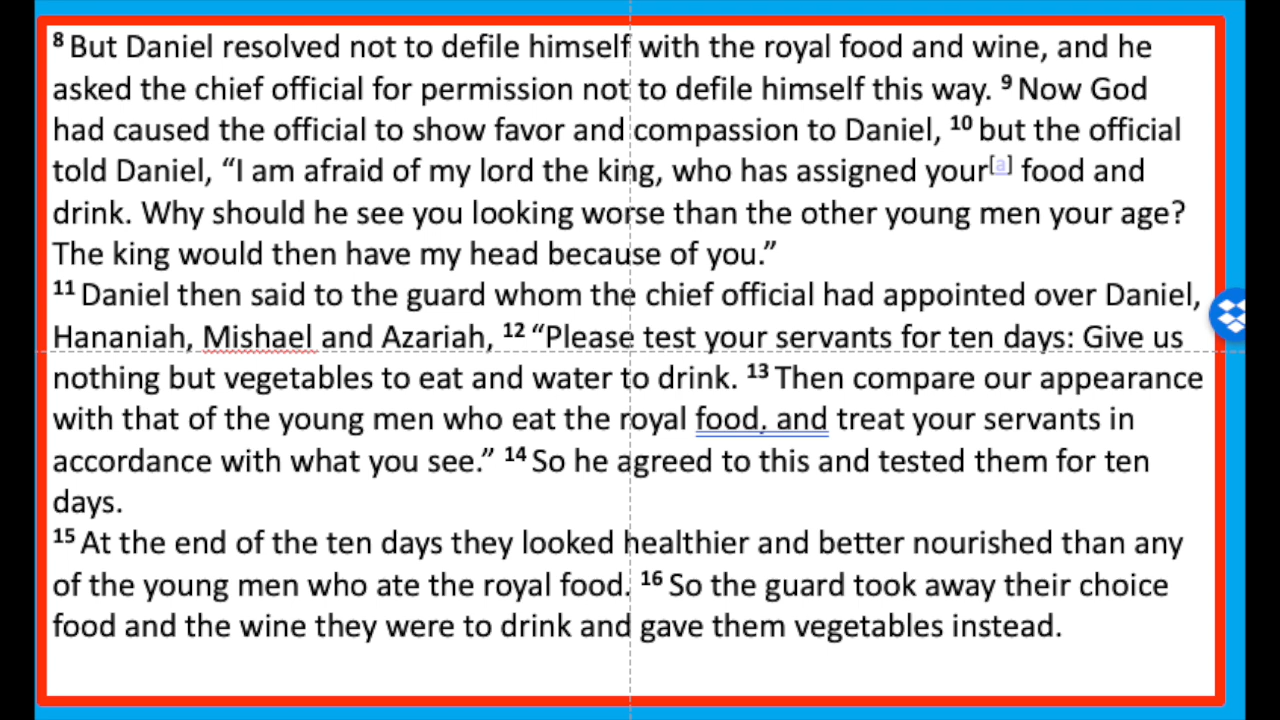 8 But Daniel resolved not to defile himself with the royal food and wine, and he
asked the chief official for permission not to defile himself this way. 9 Now God
had caused the official to show favor and compassion to Daniel, 10 but the official
told Daniel, “I am afraid of my lord the king, who has assigned your[a] food and
drink. Why should he see you looking worse than the other young men your age?
The king would then have my head because of you.”
11 Daniel then said to the guard whom the chief official had appointed over Daniel,
Hananiah, Mishael and Azariah, 12 “Please test your servants for ten days: Give us
nothing but vegetables to eat and water to drink. 13 Then compare our appearance
with that of the young men who eat the royal food, and treat your servants in
accordance with what you see.” 14 So he agreed to this and tested them for ten
days.
15 At the end of the ten days they looked healthier and better nourished than any
of the young men who ate the royal food. 16 So the guard took away their choice
food and the wine they were to drink and gave them vegetables instead.